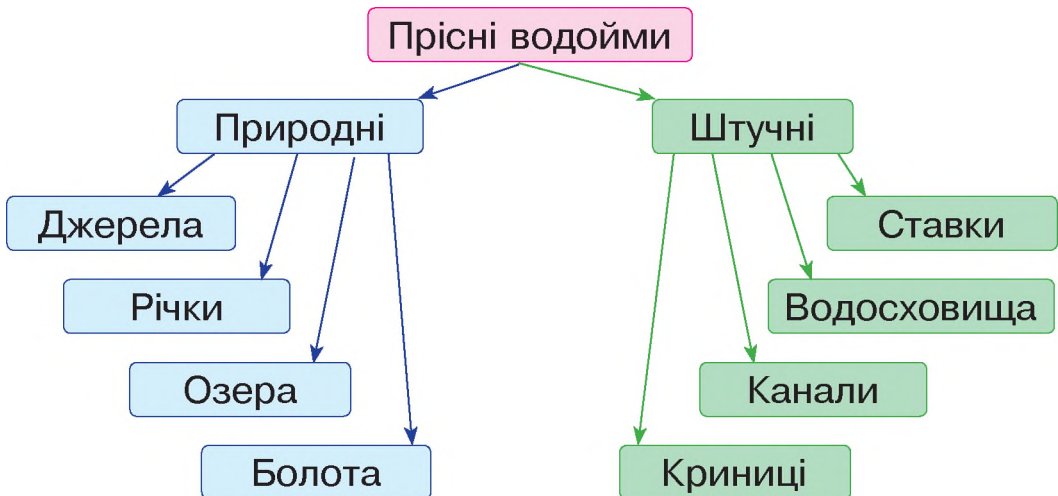 Прісні водойми
Природні
Штучні
Джерела
Ставки
Річки
Водосховища
Озера
Канали
Болота
Криниці